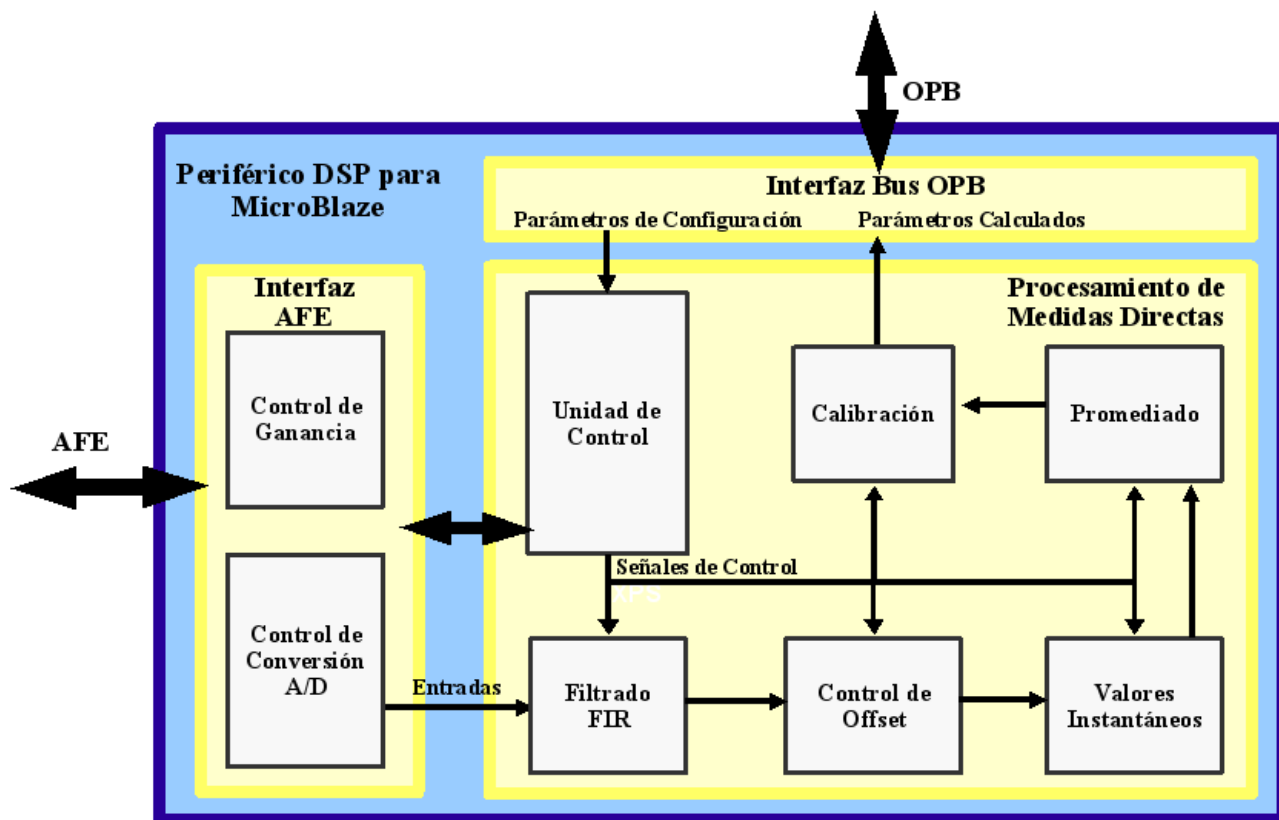 OPB
Periférico DSP para
MicroBlaze
Interfaz Bus OPB
Parámetros de Configuración
Parámetros Calculados
Interfaz
AFE
Procesamiento de
Medidas Directas
Control de
Ganancia
Unidad de
Control
Calibración
Promediado
AFE
Señales de Control
XPS
Control de
Conversión
A/D
Entradas
Filtrado
FIR
Control de
Offset
Valores
Instantáneos